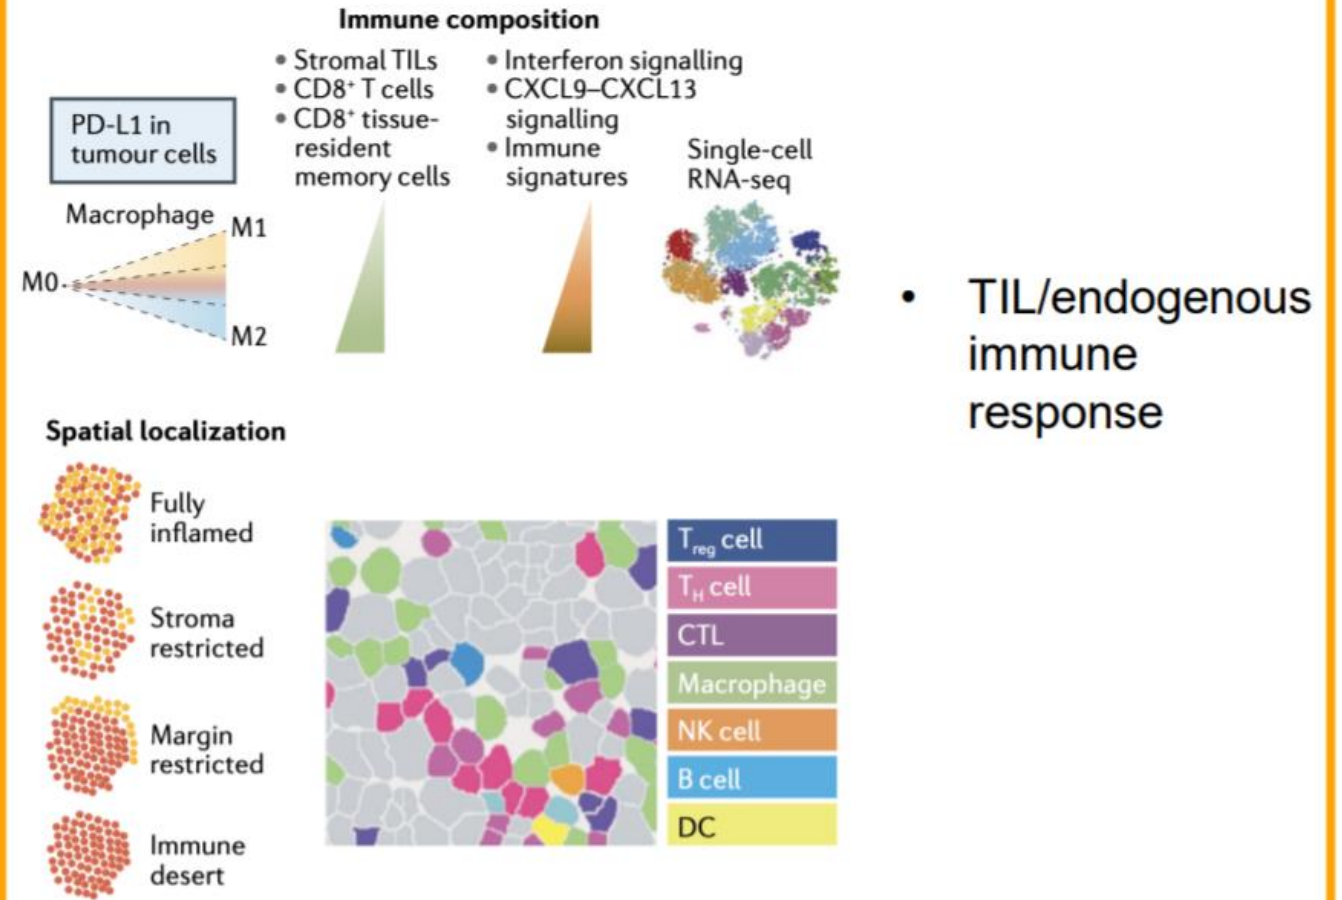 Immune composition
• Stromal TILs
• CD8⁺ T cells
• CD8⁺ tissue-
resident
memory cells
• Interferon signalling
• CXCL9–CXCL13
signalling
• Immune
signatures
PD-L1 in
tumour cells
Macrophage
M0
M1
M2
Single-cell
RNA-seq
• TIL/endogenous
immune
response
Spatial localization
Fully
inflamed
Stroma
restricted
Margin
restricted
Immune
desert
Treg cell
TH cell
CTL
Macrophage
NK cell
B cell
DC